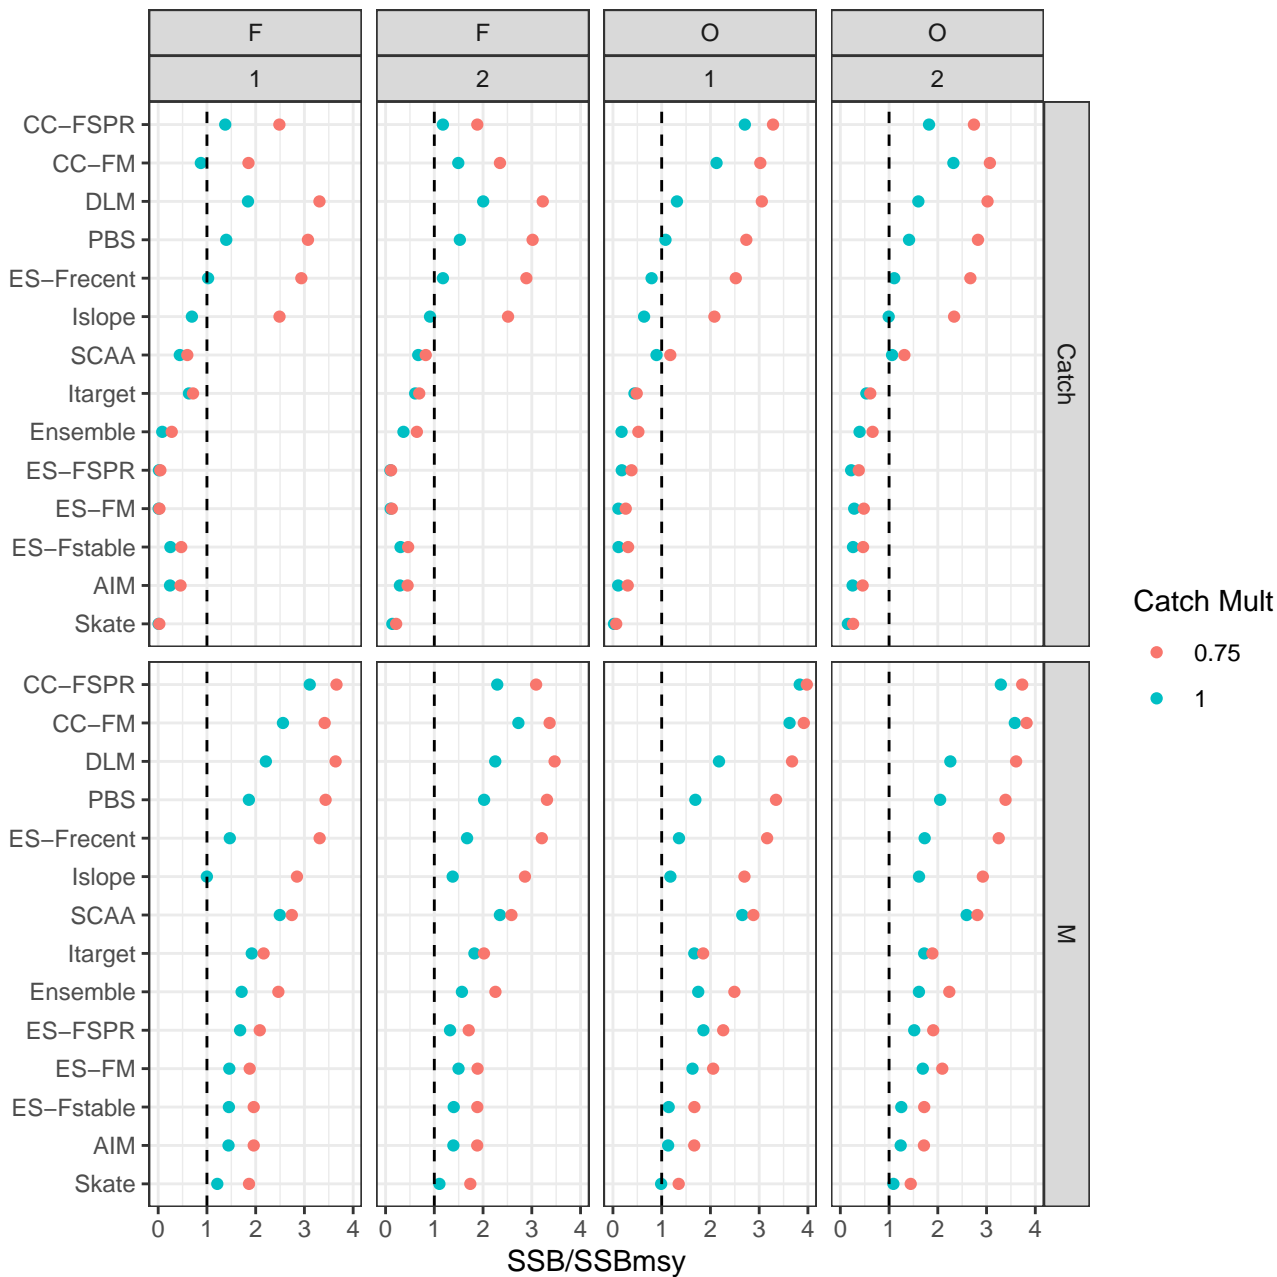 F F O O
1 2 1 2
CC−FSPR
CC−FM
DLM
PBS
ES−Frecent
Islope
SCAA
Itarget
Ensemble
ES−FSPR
ES−FM
ES−Fstable
AIM
Skate
Catch
CC−FSPR
CC−FM
DLM
PBS
ES−Frecent
Islope
SCAA
Itarget
Ensemble
ES−FSPR
ES−FM
ES−Fstable
AIM
Skate
M
0 1 2 3 4 0 1 2 3 4 0 1 2 3 4 0 1 2 3 4
SSB/SSBmsy
Catch Mult
0.75
1